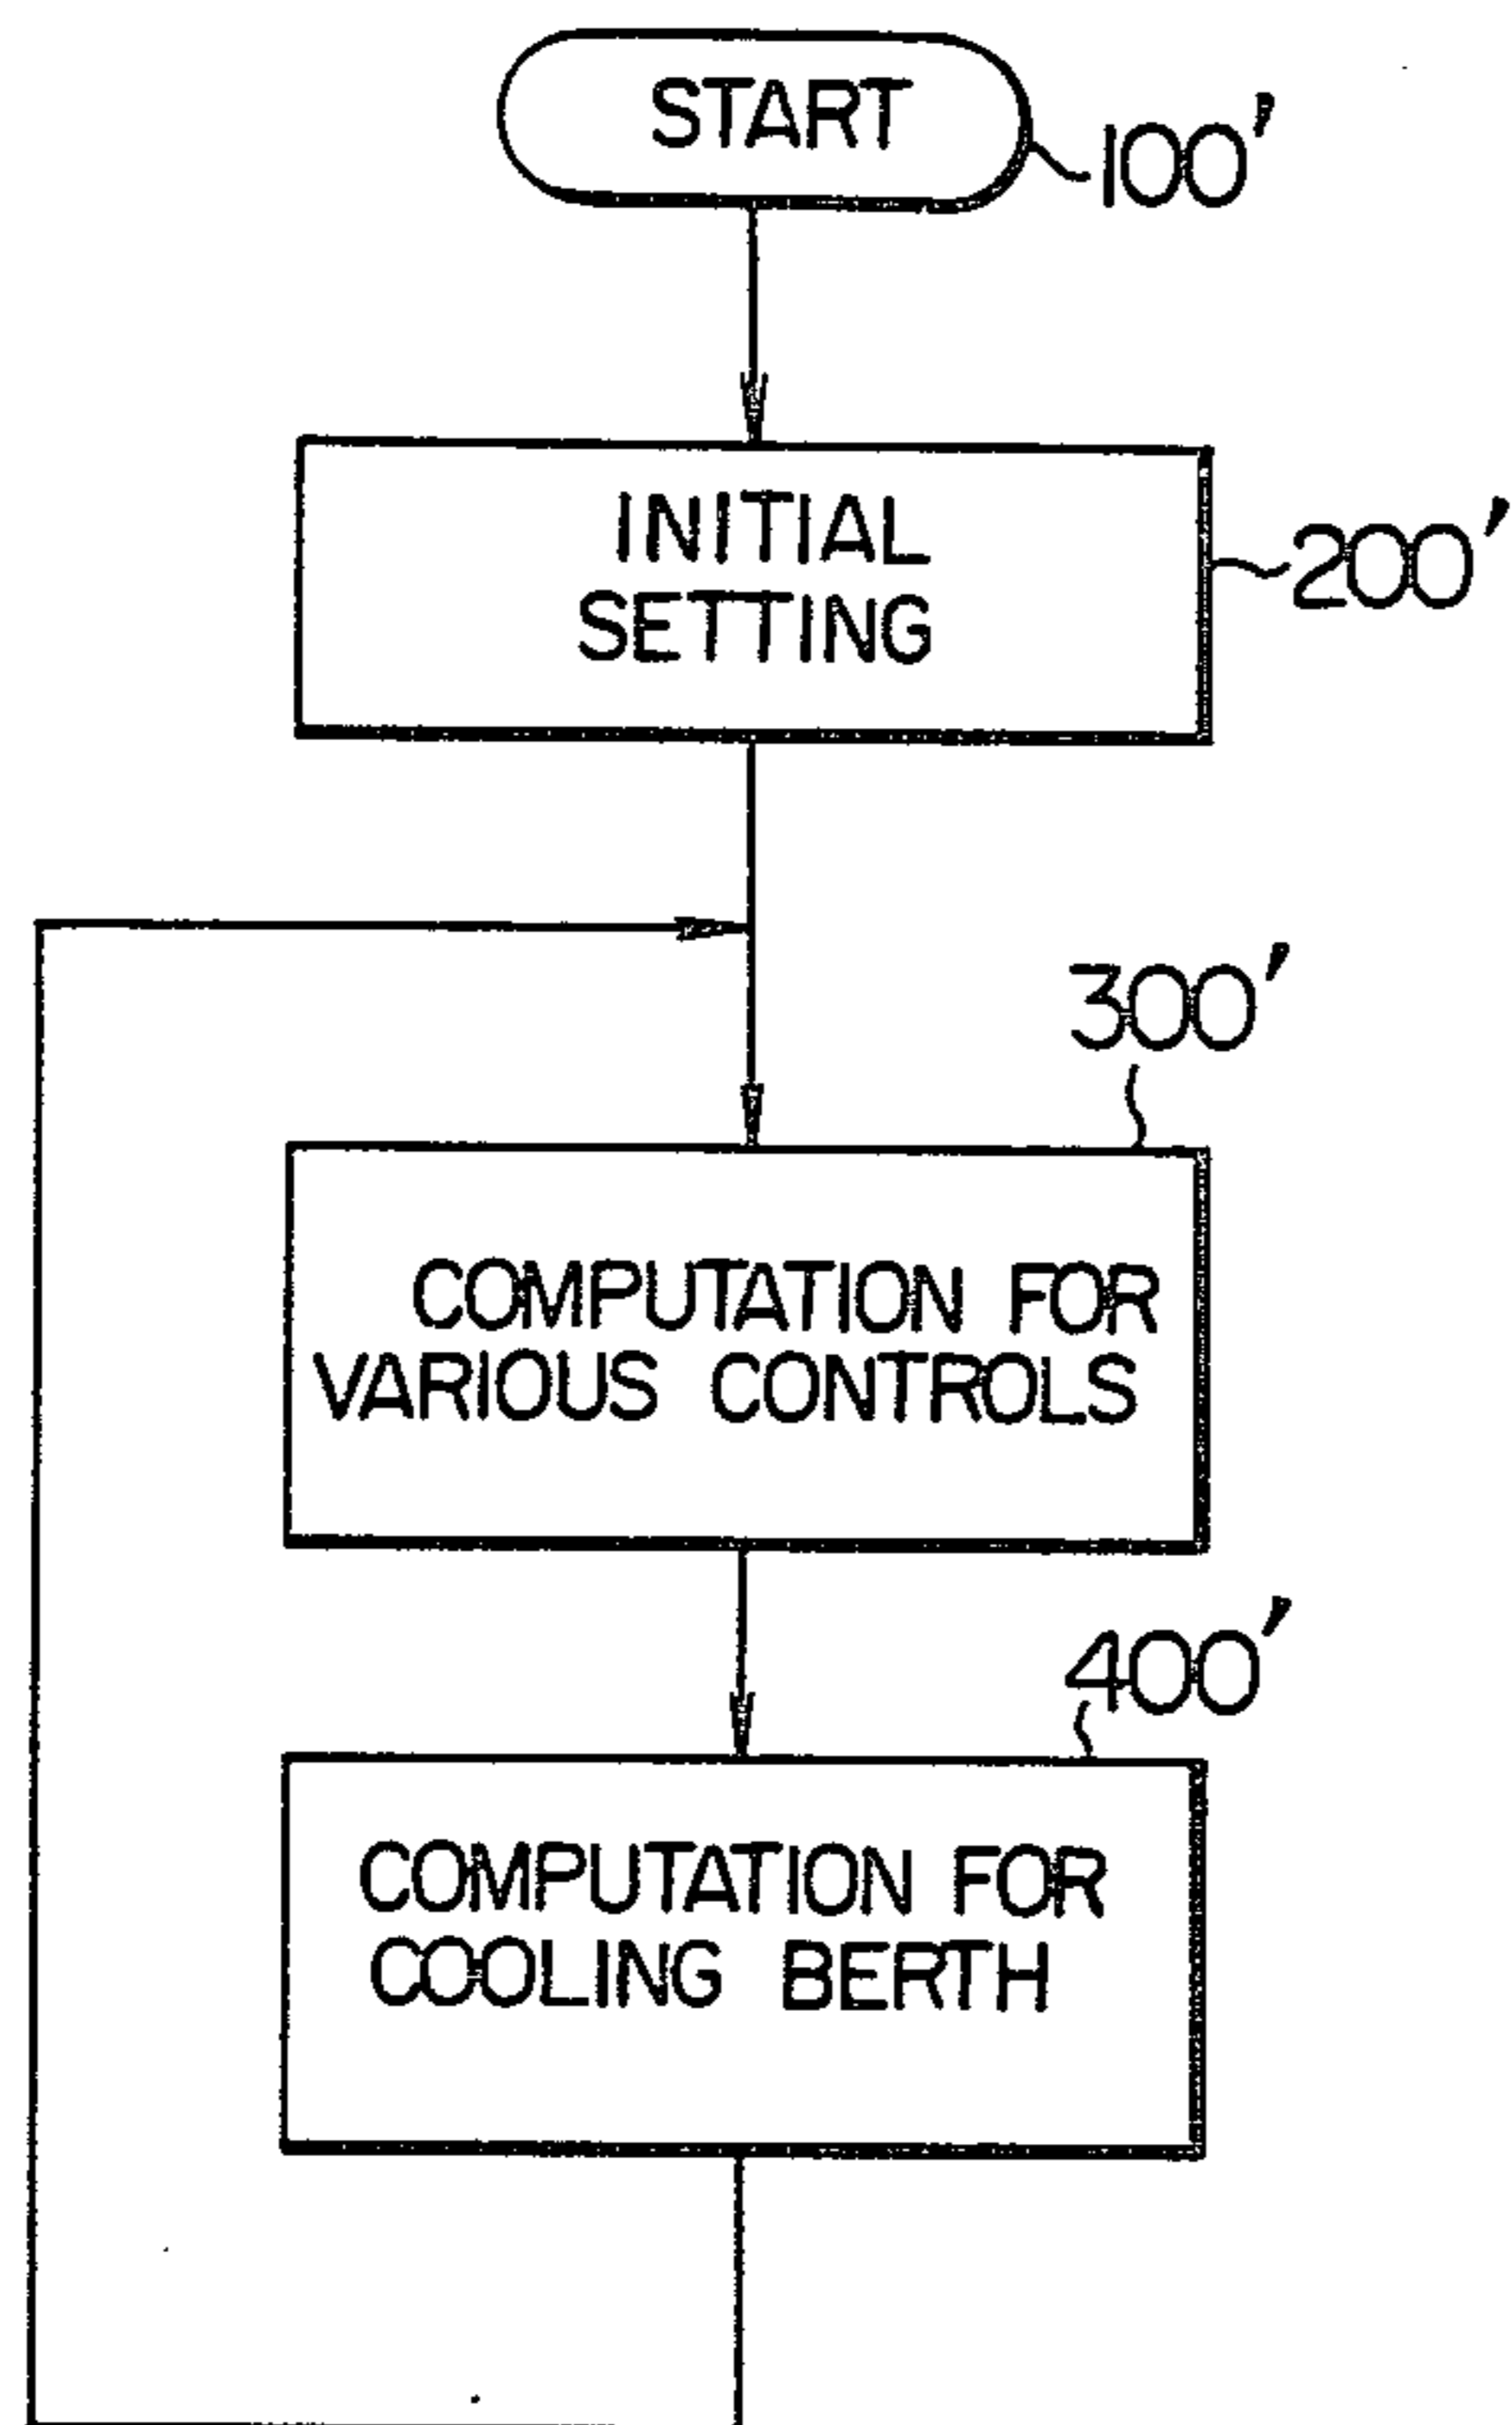 START
100'
INITIAL
SETTING
200'
300'
COMPUTATION FOR
VARIOUS CONTROLS
400'
COMPUTATION FOR
COOLING BERTH